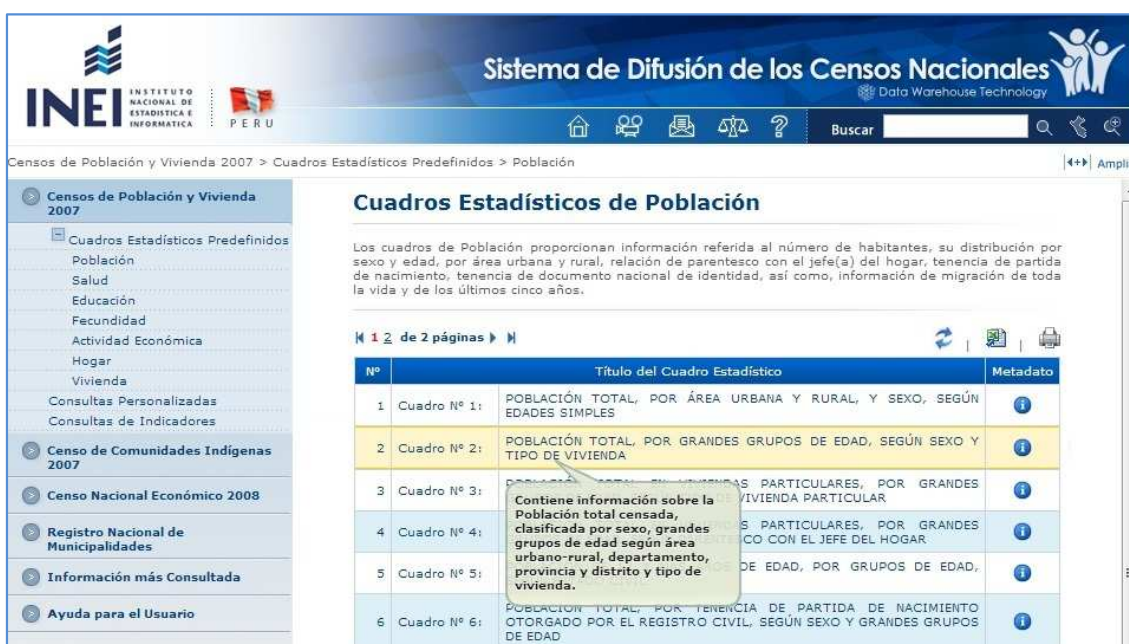 INEI
INSTITUTO
NACIONAL DE
ESTADISTICA E
INFORMATICA
PERU
Sistema de Difusión de los Censos Nacionales
Data Warehouse Technology
Buscar
Censos de Población y Vivienda 2007 > Cuadros Estadísticos Predefinidos > Población
Ampli
Censos de Población y Vivienda
2007
Cuadros Estadísticos Predefinidos
Población
Salud
Educación
Fecundidad
Actividad Económica
Hogar
Vivienda
Consultas Personalizadas
Consultas de Indicadores
Censo de Comunidades Indígenas
2007
Censo Nacional Económico 2008
Registro Nacional de
Municipalidades
Información más Consultada
Ayuda para el Usuario
Cuadros Estadísticos de Población
Los cuadros de Población proporcionan información referida al número de habitantes, su distribución por
sexo y edad, por área urbana y rural, relación de parentesco con el jefe(a) del hogar, tenencia de partida
de nacimiento, tenencia de documento nacional de identidad, así como, información de migración de toda
la vida y de los últimos cinco años.
1 2 de 2 páginas
Nº Título del Cuadro Estadístico Metadato
1 Cuadro Nº 1: POBLACIÓN TOTAL, POR ÁREA URBANA Y RURAL, Y SEXO, SEGÚN
EDADES SIMPLES
2 Cuadro Nº 2: POBLACIÓN TOTAL, POR GRANDES GRUPOS DE EDAD, SEGÚN SEXO Y
TIPO DE VIVIENDA
3 Cuadro Nº 3: PARTICULARES, POR GRANDES
VIVIENDA PARTICULAR
4 Cuadro Nº 4: PARTICULARES, POR GRANDES
CON EL JEFE DEL HOGAR
5 Cuadro Nº 5: DE EDAD, POR GRUPOS DE EDAD,
6 Cuadro Nº 6: POBLACIÓN TOTAL, POR TENENCIA DE PARTIDA DE NACIMIENTO
OTORGADO POR EL REGISTRO CIVIL, SEGÚN SEXO Y GRANDES GRUPOS
DE EDAD
Contiene información sobre la
Población total censada,
clasificada por sexo, grandes
grupos de edad según área
urbano-rural, departamento,
provincia y distrito y tipo de
vivienda.